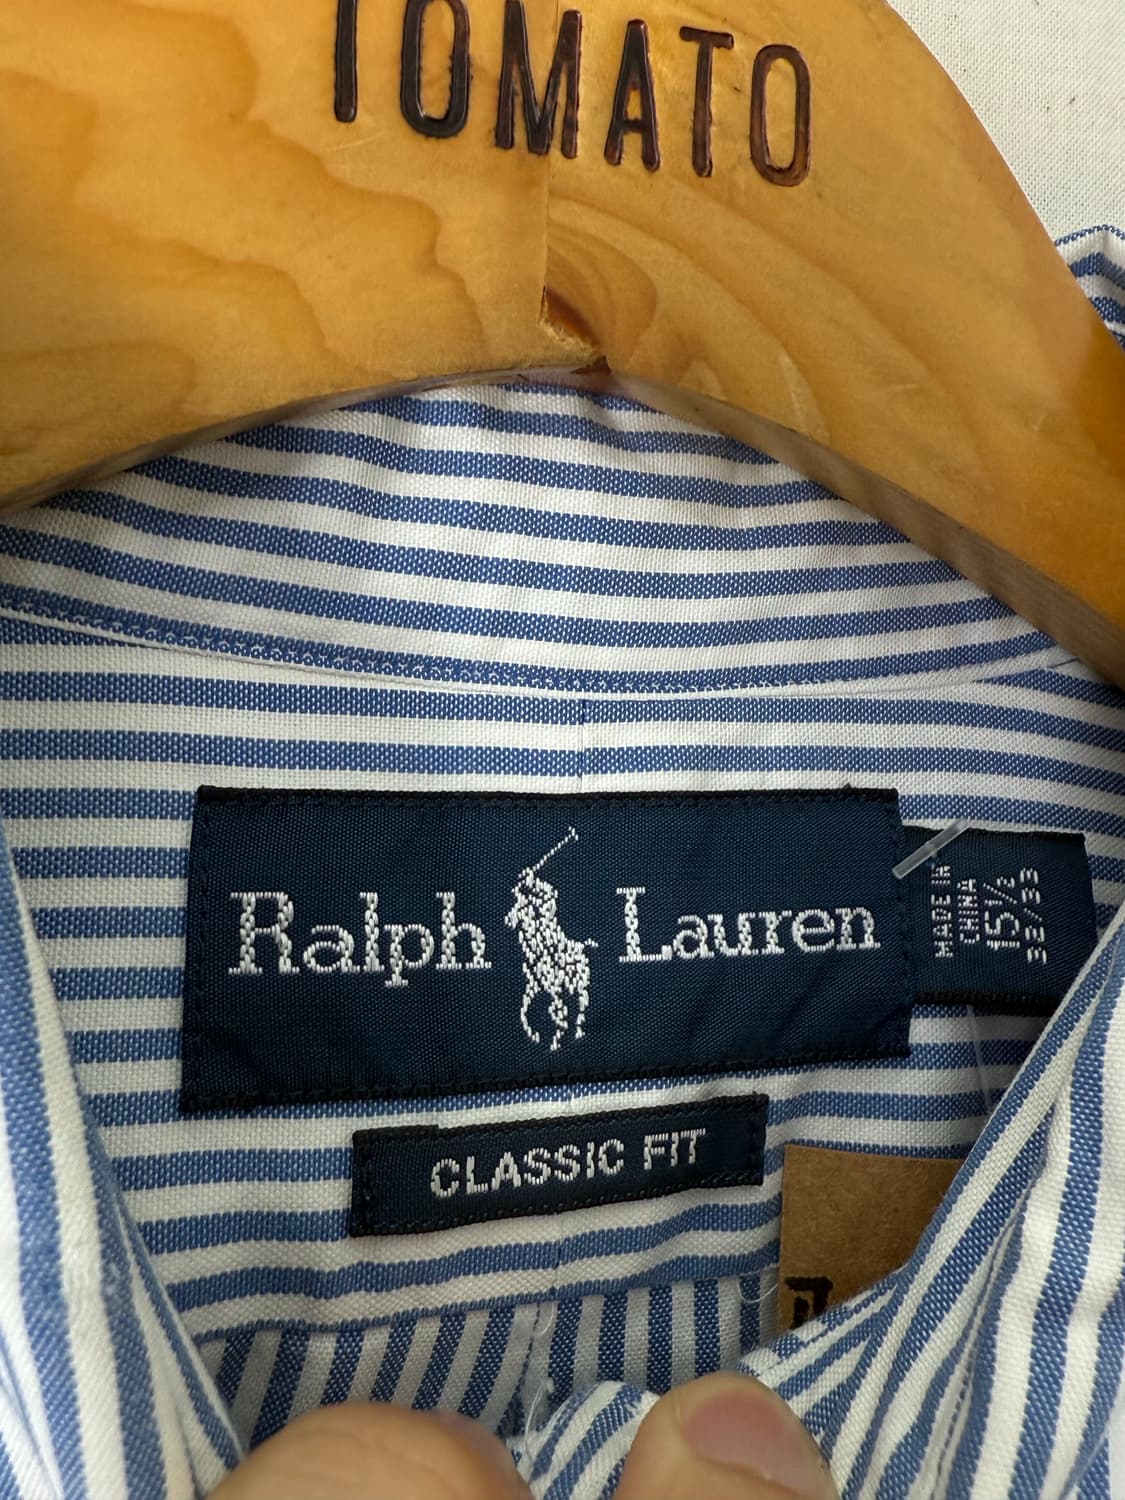 TOMATO
Ralph Lauren
MADE IN
CHINA
15½
32/33
CLASSIC FIT